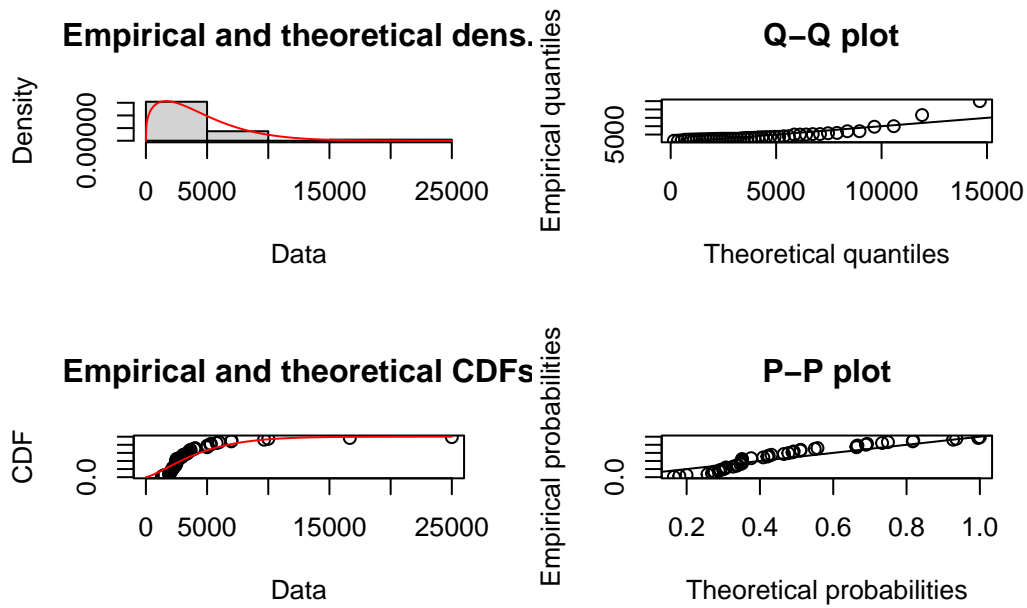 Empirical and theoretical dens.
Density
0.00000
0 5000 15000 25000
Data
Q−Q plot
Empirical quantiles
5000
0 5000 10000 15000
Theoretical quantiles
Empirical and theoretical CDFs
CDF
0.0
0 5000 15000 25000
Data
P−P plot
Empirical probabilities
0.0
0.2 0.4 0.6 0.8 1.0
Theoretical probabilities